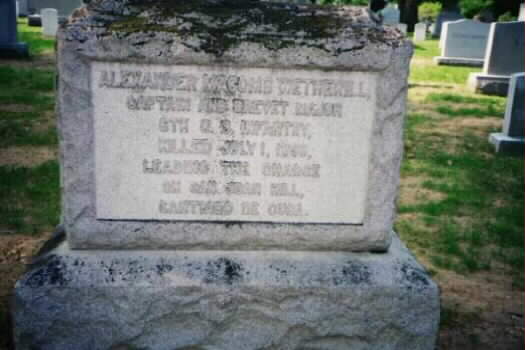 ALEXANDER MACOMB WETHERILL,
CAPTAIN AND BREVET MAJOR
6TH U. S. INFANTRY,
KILLED JULY 1, 1898,
LEADING THE CHARGE
ON SAN JUAN HILL,
SANTIAGO DE CUBA.